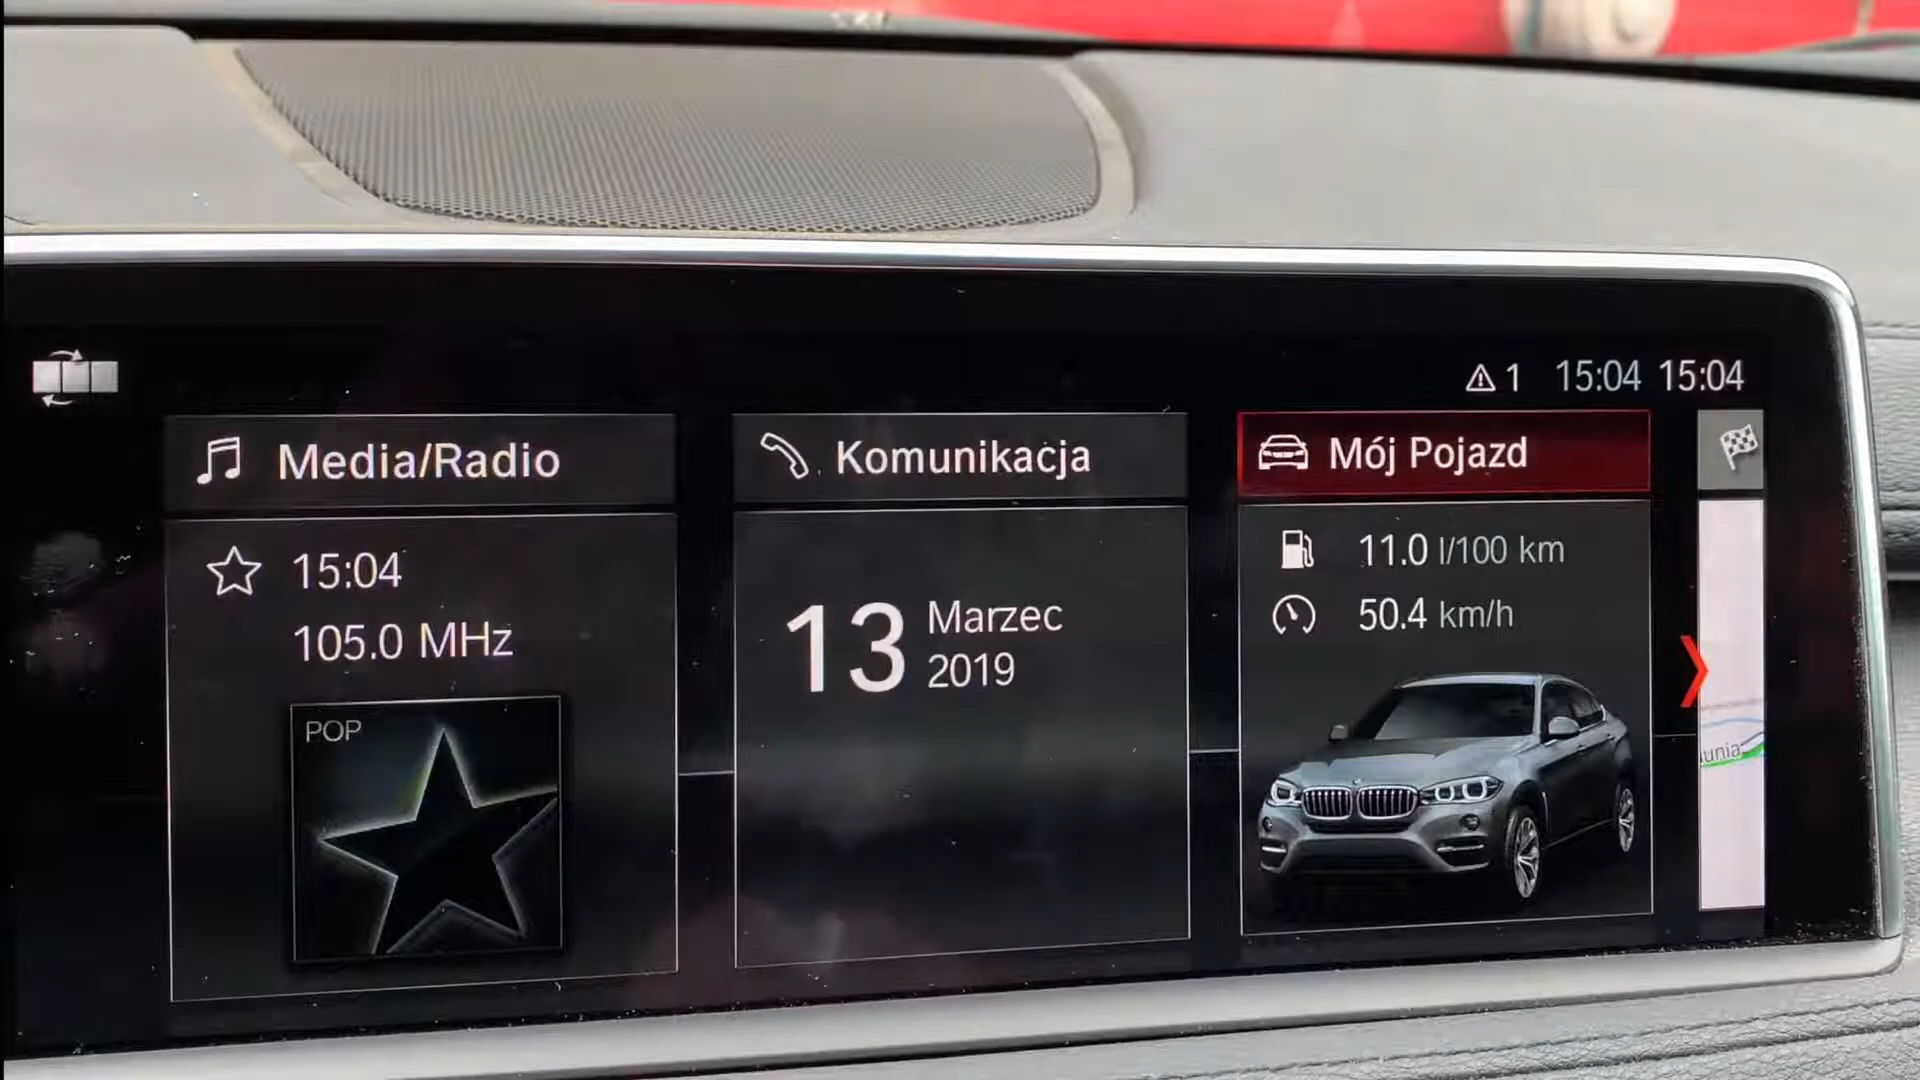 1 15:04 15:04
Media/Radio
15:04
105.0 MHz
POP
Komunikacja
13 Marzec
2019
Mój Pojazd
11.0 l/100 km
50.4 km/h
unia